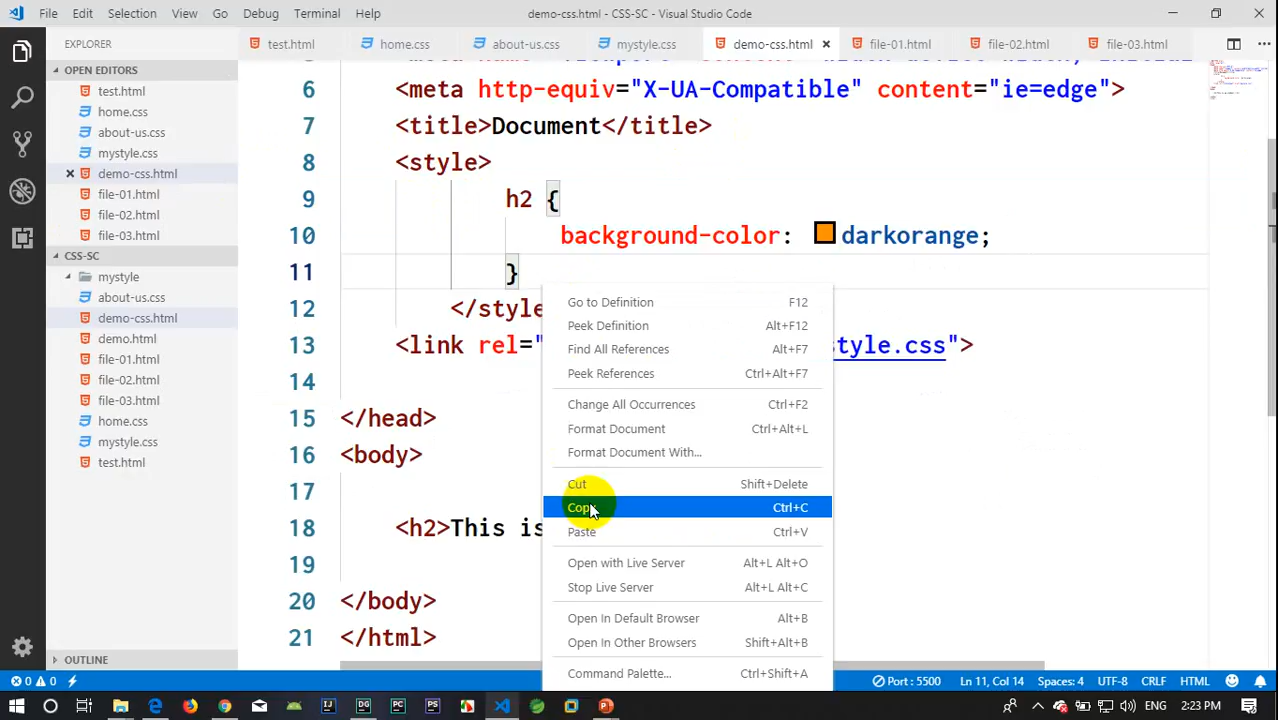 File Edit Selection View Go Debug Terminal Help
demo-css.html - CSS-SC - Visual Studio Code
EXPLORER
test.html home.css about-us.css mystyle.css demo-css.html file-01.html file-02.html file-03.html
OPEN EDITORS
test.html
home.css
about-us.css
mystyle.css
demo-css.html
file-01.html
file-02.html
file-03.html
CSS-SC
mystyle
about-us.css
demo-css.html
demo.html
file-01.html
file-02.html
file-03.html
home.css
mystyle.css
test.html
OUTLINE
6 <meta http-equiv="X-UA-Compatible" content="ie=edge">
7 <title>Document</title>
8 <style>
9 h2 {
10 background-color: darkorange;
11 }
12 </style
13 <link rel=" style.css">
14
15 </head>
16 <body>
17
18 <h2>This is
19
20 </body>
21 </html>
Go to Definition F12
Peek Definition Alt+F12
Find All References Alt+F7
Peek References Ctrl+Alt+F7
Change All Occurrences Ctrl+F2
Format Document Ctrl+Alt+L
Format Document With...
Cut Shift+Delete
Copy Ctrl+C
Paste Ctrl+V
Open with Live Server Alt+L Alt+O
Stop Live Server Alt+L Alt+C
Open In Default Browser Alt+B
Open In Other Browsers Shift+Alt+B
Command Palette... Ctrl+Shift+A
0 0 Port : 5500 Ln 11, Col 14 Spaces: 4 UTF-8 CRLF HTML
IJ DG PC PS ENG 2:23 PM